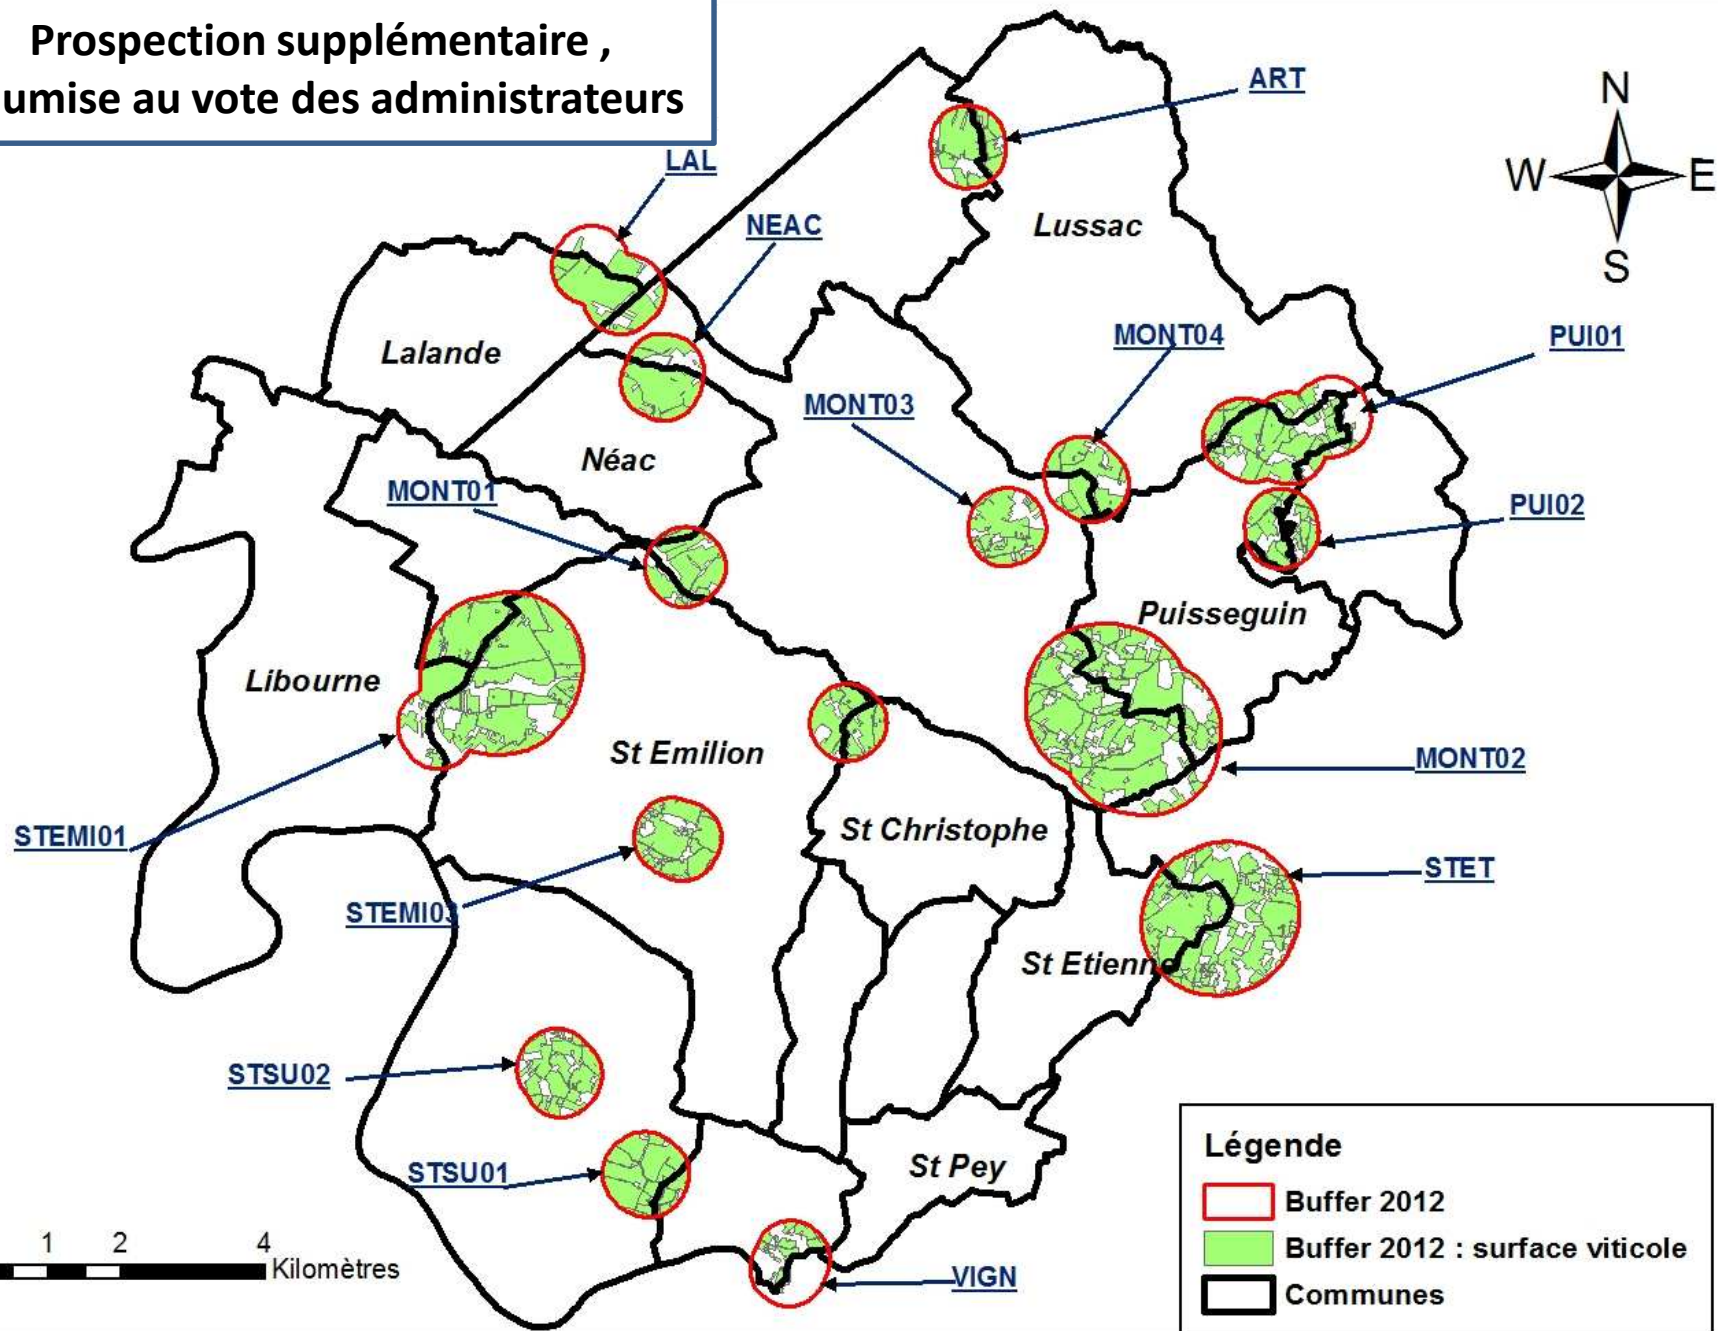 Prospection supplémentaire ,
umise au vote des administrateurs
ART
N
W E
S
LAL
NEAC
Lussac
Lalande
MONT04
PUI01
MONT03
Néac
MONT01
PUI02
Puisseguin
Libourne
St Emilion
MONT02
STEMI01
St Christophe
STET
STEMI03
St Etienne
STSU02
STSU01
St Pey
VIGN
1 2 4
Kilomètres
Légende
Buffer 2012
Buffer 2012 : surface viticole
Communes